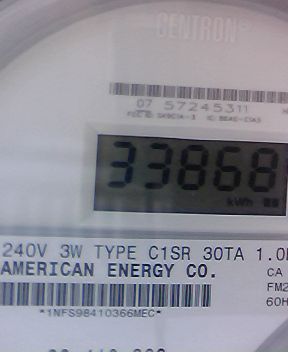 CENTRON®
07 57245311
33868
kWh
240V 3W TYPE C1SR 30TA 1.0
AMERICAN ENERGY CO.
CA
FM2
60H
*1NFS98410366MEC*